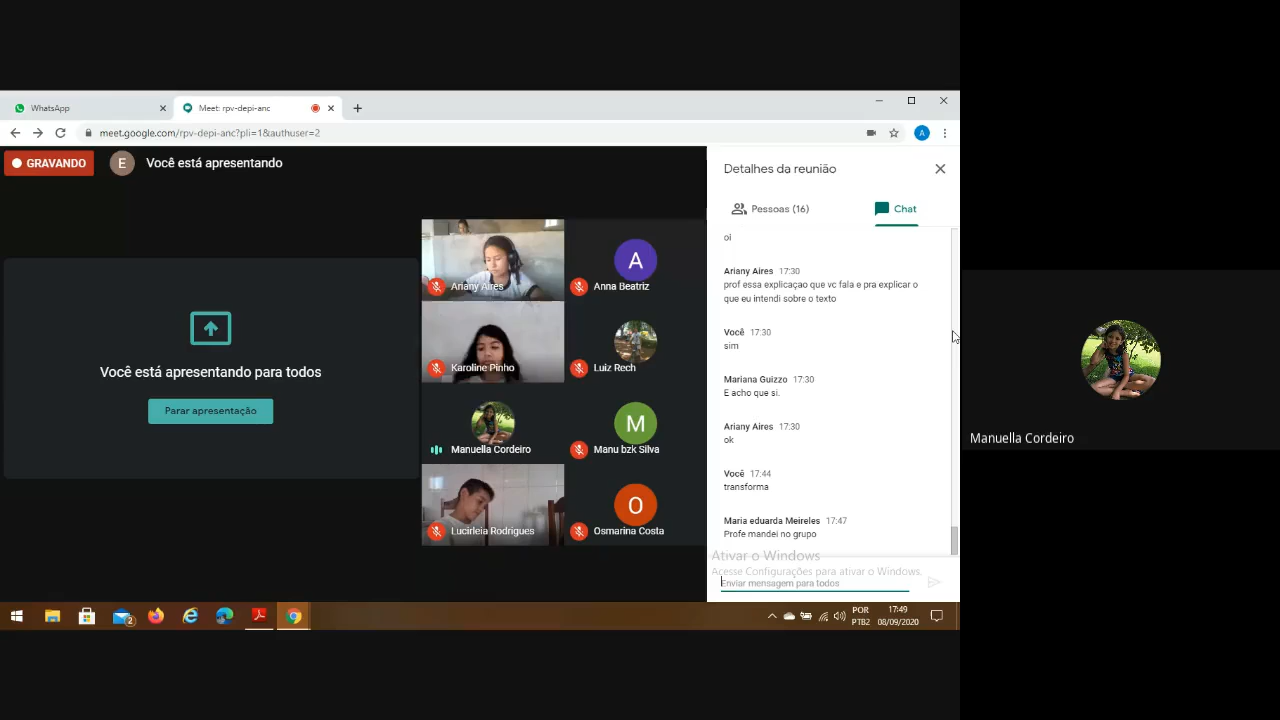 WhatsApp
Meet: rpv-depi-anc
meet.google.com/rpv-depi-anc?pli=1&authuser=2
A
GRAVANDO
E
Você está apresentando
Detalhes da reunião
Pessoas (16)
Chat
oi
Ariany Aires 17:30
prof essa explicaçao que vc fala e pra explicar o
que eu intendi sobre o texto
Você 17:30
sim
Mariana Guizzo 17:30
E acho que si.
Ariany Aires 17:30
ok
Você 17:44
transforma
Maria eduarda Meireles 17:47
Profe mandei no grupo
Ativar o Windows
Acesse Configurações para ativar o Windows.
Enviar mensagem para todos
Você está apresentando para todos
Parar apresentação
Ariany Aires
A
Anna Beatriz
Karoline Pinho
Luiz Rech
Manuella Cordeiro
M
Manu bzk Silva
Lucirleia Rodrigues
O
Osmarina Costa
Manuella Cordeiro
2
POR
PTB2
17:49
08/09/2020